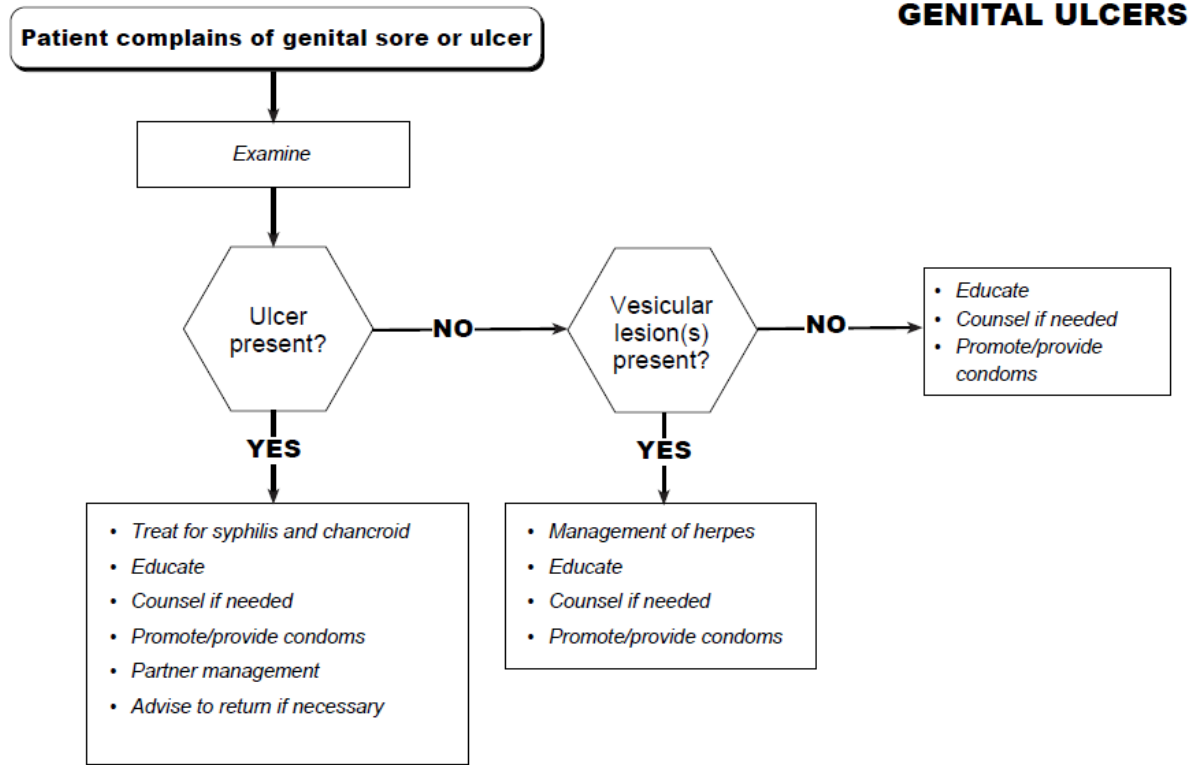 GENITAL ULCERS
Patient complains of genital sore or ulcer
Examine
Ulcer
present?
NO
Vesicular
lesion(s)
present?
NO
• Educate
• Counsel if needed
• Promote/provide
condoms
YES
YES
• Treat for syphilis and chancroid
• Educate
• Counsel if needed
• Promote/provide condoms
• Partner management
• Advise to return if necessary
• Management of herpes
• Educate
• Counsel if needed
• Promote/provide condoms